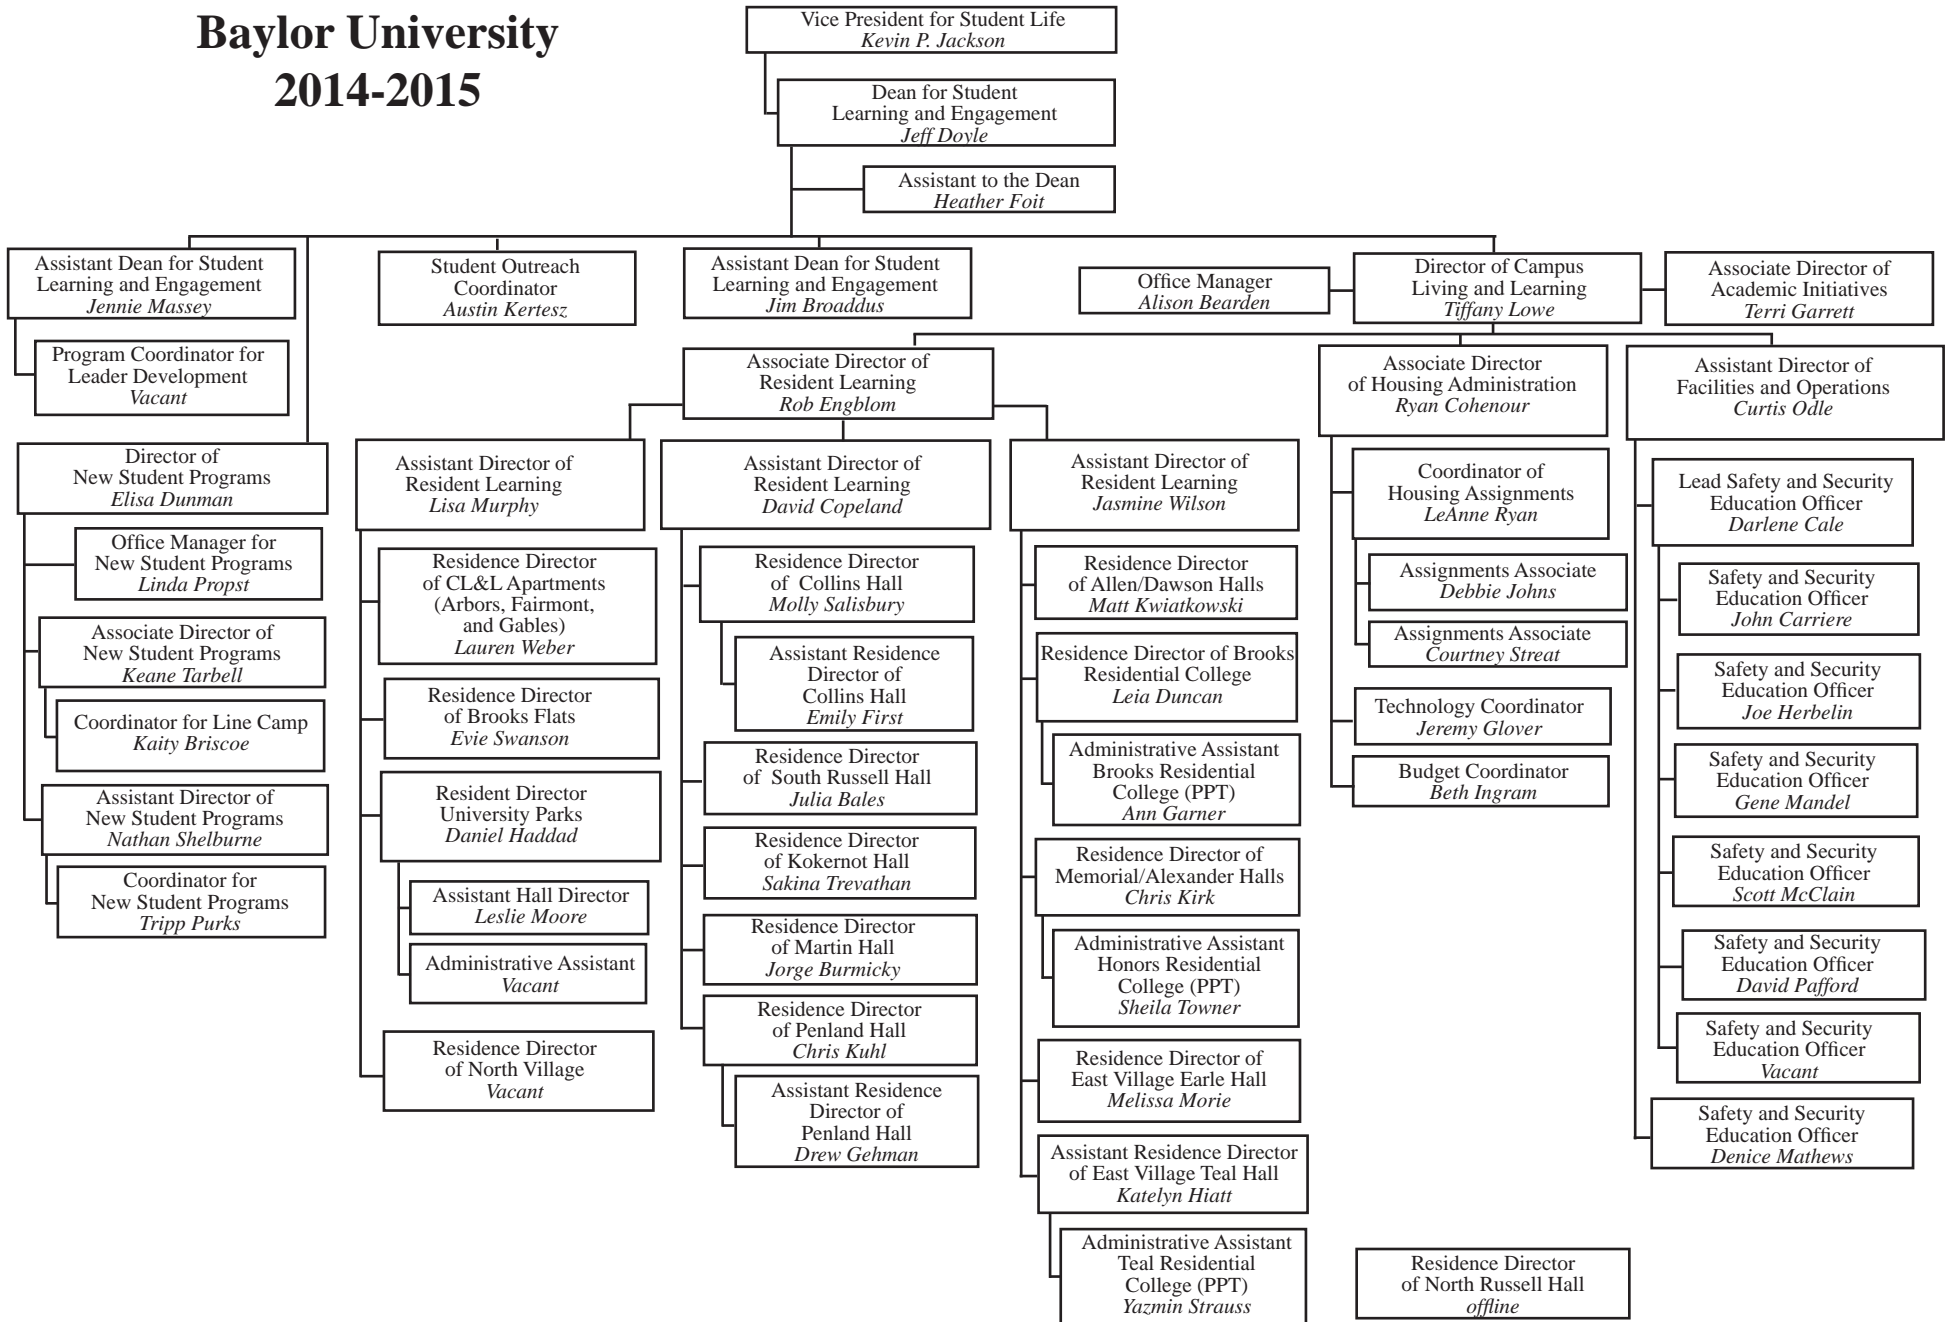 Baylor University
2014-2015
Vice President for Student Life
Kevin P. Jackson
Dean for Student
Learning and Engagement
Jeff Doyle
Assistant to the Dean
Heather Foit
Assistant Dean for Student
Learning and Engagement
Jennie Massey
Program Coordinator for
Leader Development
Vacant
Student Outreach
Coordinator
Austin Kertesz
Assistant Dean for Student
Learning and Engagement
Jim Broaddus
Office Manager
Alison Bearden
Director of Campus
Living and Learning
Tiffany Lowe
Associate Director of
Academic Initiatives
Terri Garrett
Director of
New Student Programs
Elisa Dunman
Office Manager for
New Student Programs
Linda Propst
Associate Director of
New Student Programs
Keane Tarbell
Coordinator for Line Camp
Kaity Briscoe
Assistant Director of
New Student Programs
Nathan Shelburne
Coordinator for
New Student Programs
Tripp Purks
Associate Director of
Resident Learning
Rob Engblom
Assistant Director of
Resident Learning
Lisa Murphy
Residence Director
of CL&L Apartments
(Arbors, Fairmont,
and Gables)
Lauren Weber
Residence Director
of Brooks Flats
Evie Swanson
Resident Director
University Parks
Daniel Haddad
Assistant Hall Director
Leslie Moore
Administrative Assistant
Vacant
Residence Director
of North Village
Vacant
Assistant Director of
Resident Learning
David Copeland
Residence Director
of Collins Hall
Molly Salisbury
Assistant Residence
Director of
Collins Hall
Emily First
Residence Director
of South Russell Hall
Julia Bales
Residence Director
of Kokernot Hall
Sakina Trevathan
Residence Director
of Martin Hall
Jorge Burmicky
Residence Director
of Penland Hall
Chris Kuhl
Assistant Residence
Director of
Penland Hall
Drew Gehman
Assistant Director of
Resident Learning
Jasmine Wilson
Residence Director
of Allen/Dawson Halls
Matt Kwiatkowski
Residence Director of Brooks
Residential College
Leia Duncan
Administrative Assistant
Brooks Residential
College (PPT)
Ann Garner
Residence Director of
Memorial/Alexander Halls
Chris Kirk
Administrative Assistant
Honors Residential
College (PPT)
Sheila Towner
Residence Director of
East Village Earle Hall
Melissa Morie
Assistant Residence Director
of East Village Teal Hall
Katelyn Hiatt
Administrative Assistant
Teal Residential
College (PPT)
Yazmin Strauss
Associate Director
of Housing Administration
Ryan Cohenour
Coordinator of
Housing Assignments
LeAnne Ryan
Assignments Associate
Debbie Johns
Assignments Associate
Courtney Streat
Technology Coordinator
Jeremy Glover
Budget Coordinator
Beth Ingram
Assistant Director of
Facilities and Operations
Curtis Odle
Lead Safety and Security
Education Officer
Darlene Cale
Safety and Security
Education Officer
John Carriere
Safety and Security
Education Officer
Joe Herbelin
Safety and Security
Education Officer
Gene Mandel
Safety and Security
Education Officer
Scott McClain
Safety and Security
Education Officer
David Pafford
Safety and Security
Education Officer
Vacant
Safety and Security
Education Officer
Denice Mathews
Residence Director
of North Russell Hall
offline